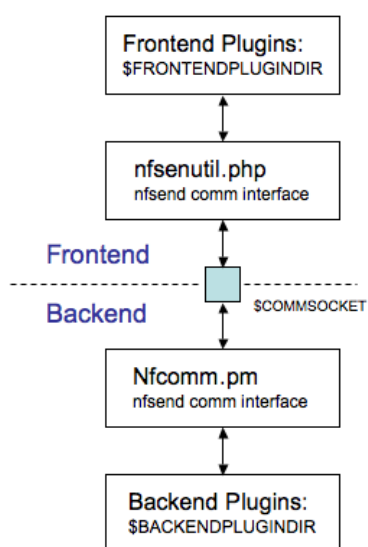 Frontend Plugins:
$FRONTENDPLUGINDIR
nfsenutil.php
nfsend comm interface
Frontend
$COMMSOCKET
Backend
Nfcomm.pm
nfsend comm interface
Backend Plugins:
$BACKENDPLUGINDIR